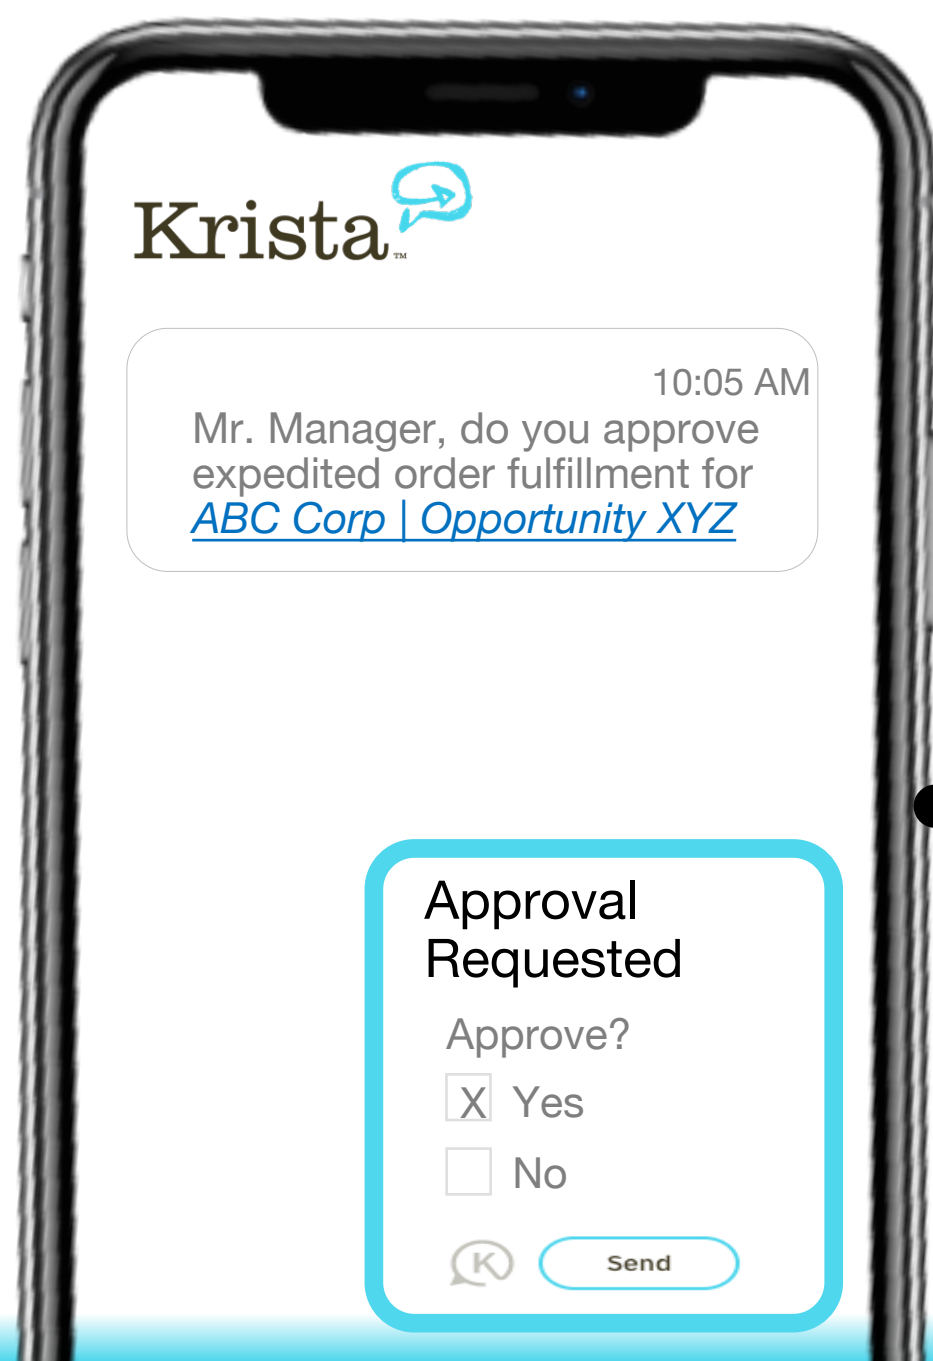 Krista™
10:05 AM
Mr. Manager, do you approve
expedited order fulfillment for
ABC Corp | Opportunity XYZ
Approval
Requested
Approve?
X Yes
No
K Send